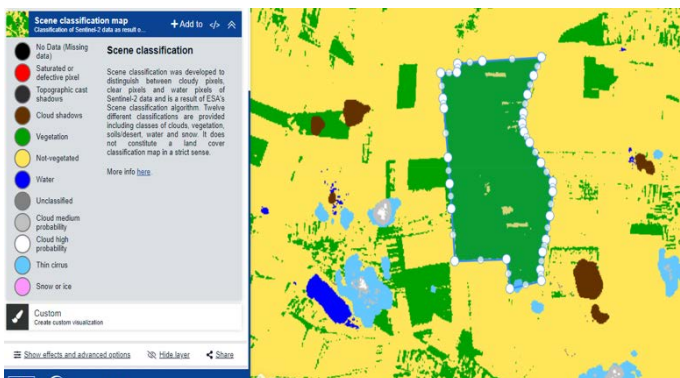 Scene classification map
Classification of Sentinel-2 data as result o...
Add to
</>
No Data (Missing
data)
Saturated or
defective pixel
Topographic cast
shadows
Cloud shadows
Vegetation
Not-vegetated
Water
Unclassified
Cloud medium
probability
Cloud high
probability
Thin cirrus
Snow or ice
Scene classification
Scene classification was developed to
distinguish between cloudy pixels,
clear pixels and water pixels of
Sentinel-2 data and is a result of ESA's
Scene classification algorithm. Twelve
different classifications are provided
including classes of clouds, vegetation,
soils/desert, water and snow. It does
not constitute a land cover
classification map in a strict sense.
More info here.
Custom
Create custom visualization
Show effects and advanced options
Hide layer
Share